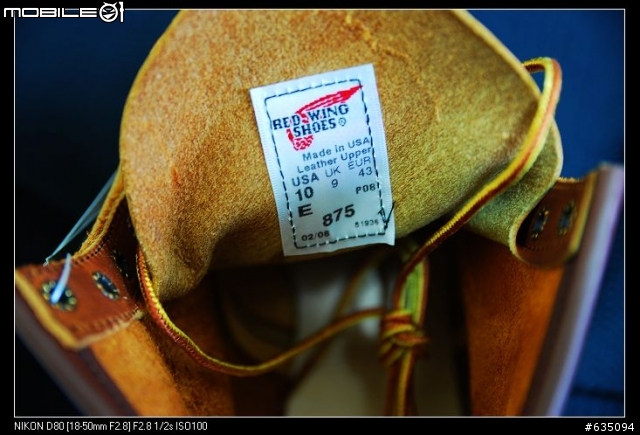 MOBILE01
RED WING
SHOES®
Made in USA
Leather Upper
USA UK EUR
10 9 43
E P08
875
02/08 81936
NIKON D80 [18-50mm F2.8] F2.8 1/2s ISO100
#635094